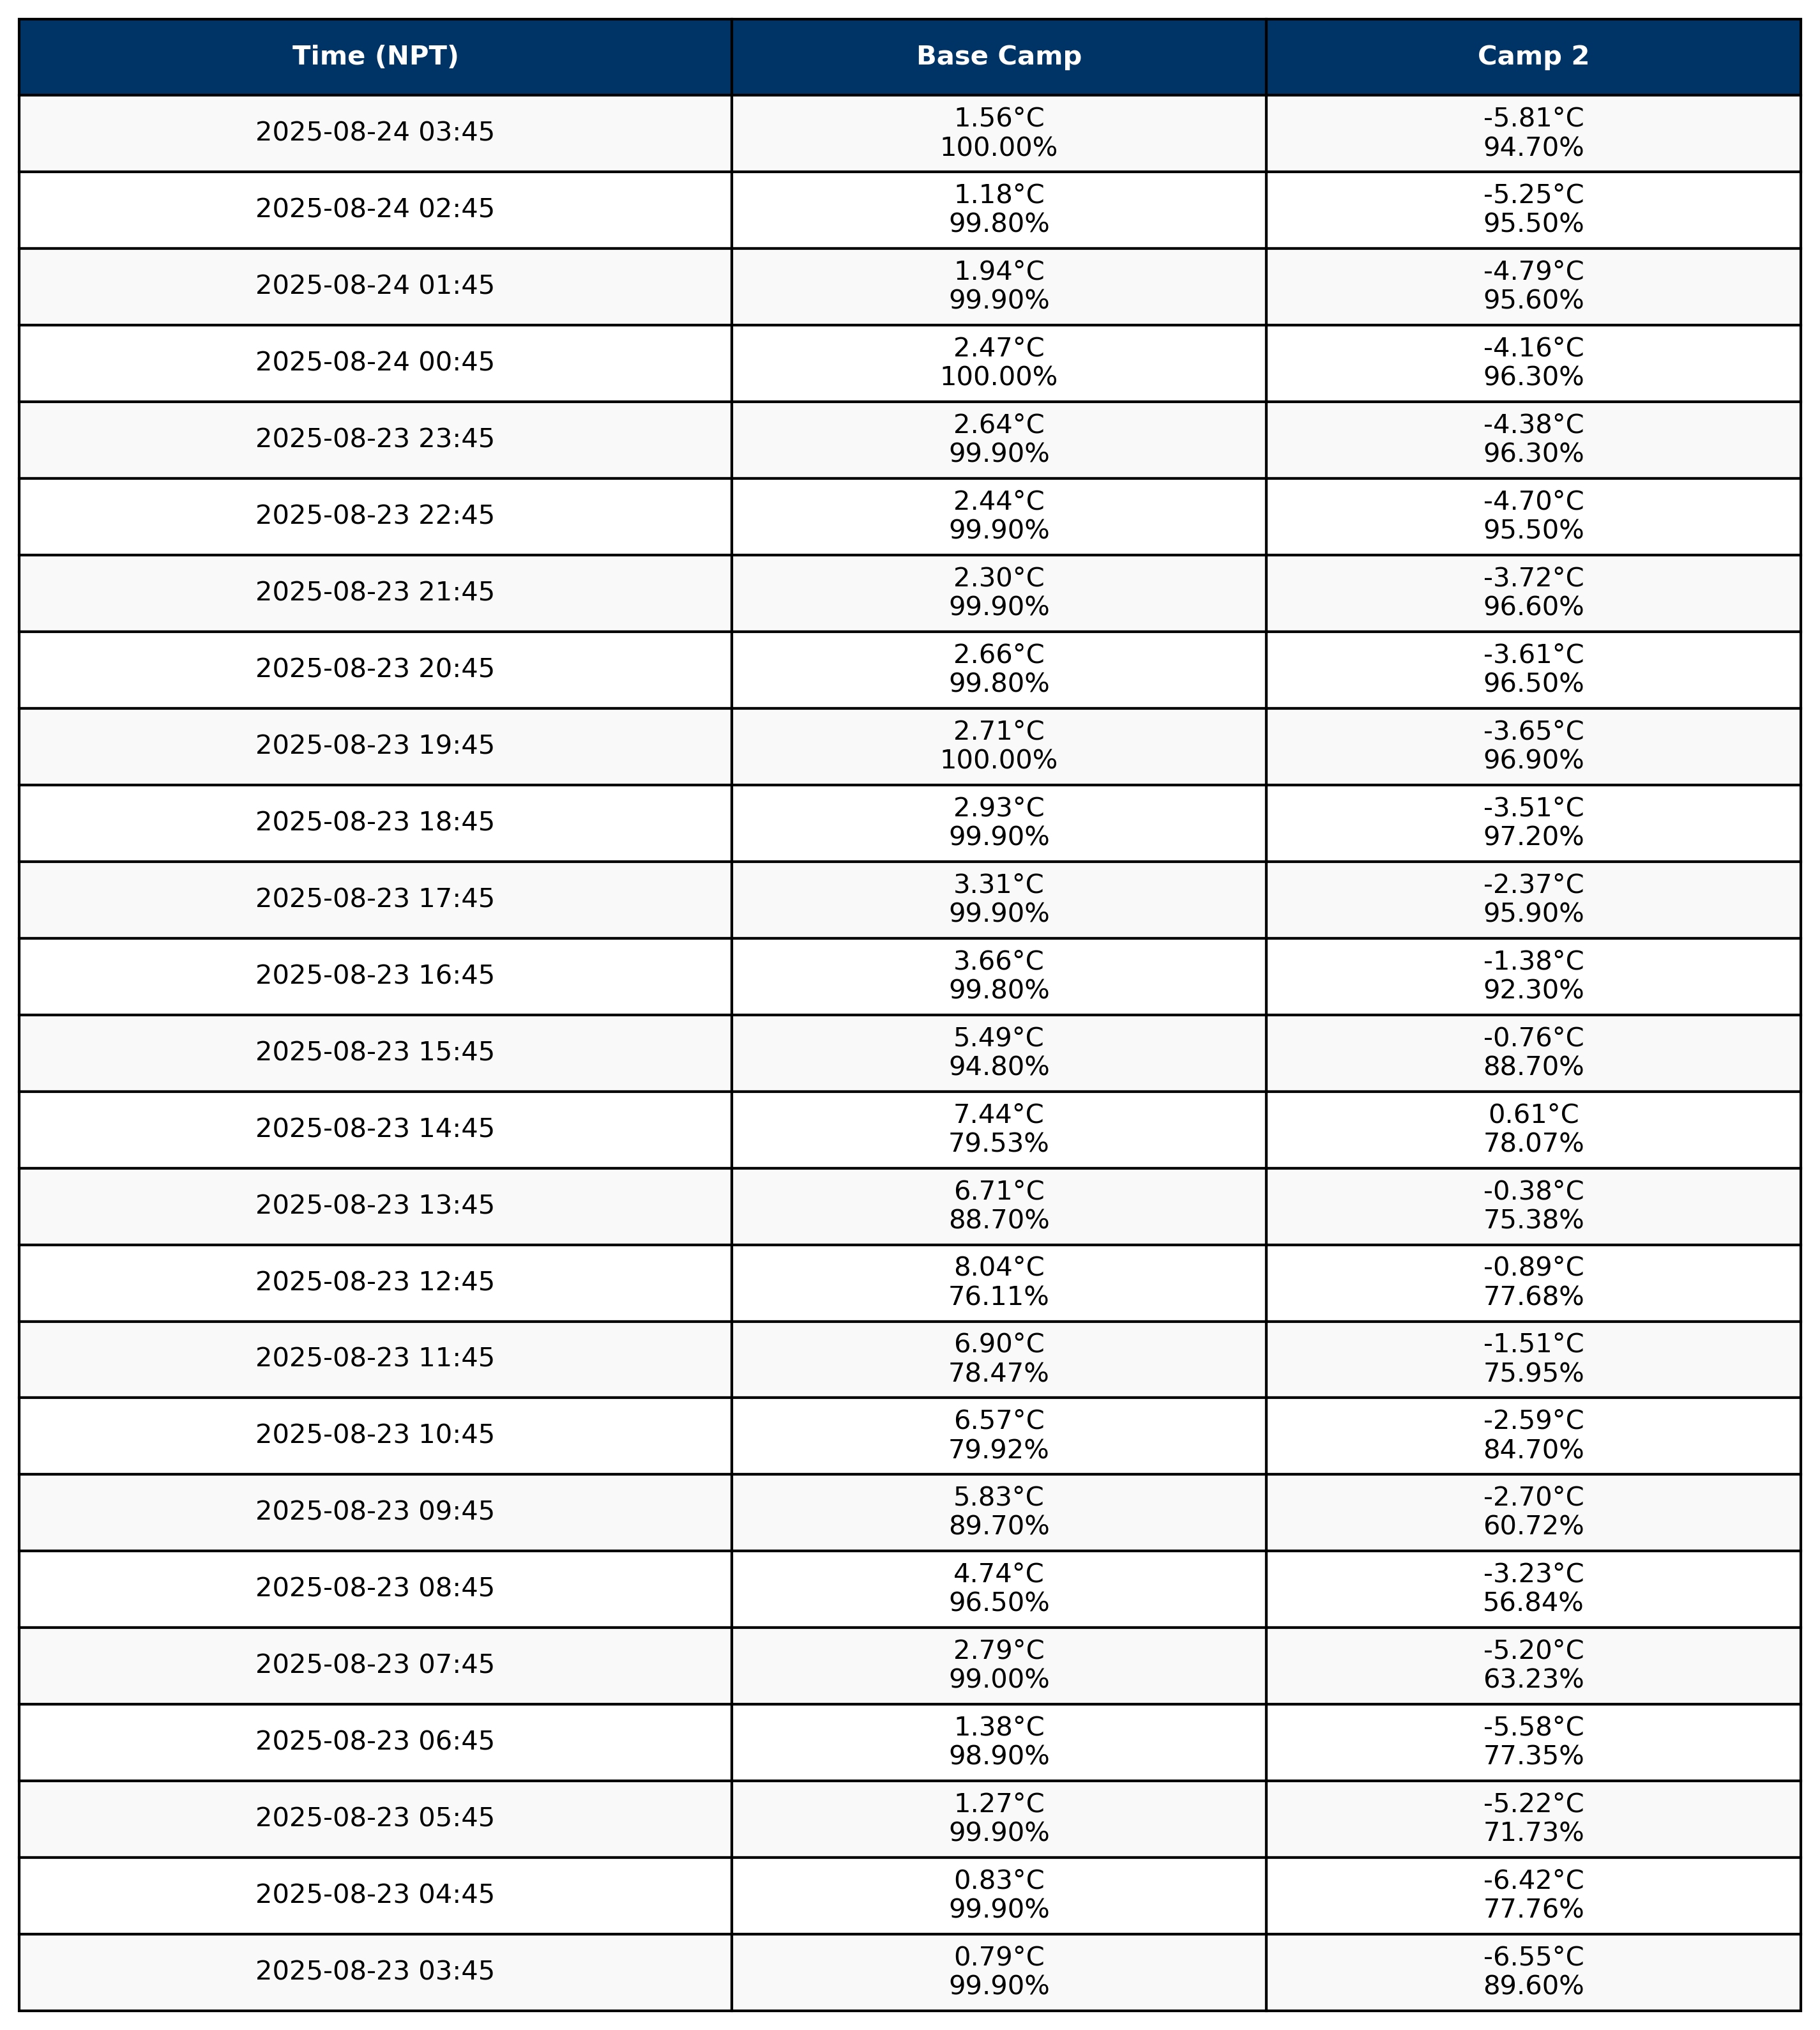 Time (NPT) Base Camp Camp 2
2025-08-24 03:45 1.56°C -5.81°C
100.00% 94.70%
2025-08-24 02:45 1.18°C -5.25°C
99.80% 95.50%
2025-08-24 01:45 1.94°C -4.79°C
99.90% 95.60%
2025-08-24 00:45 2.47°C -4.16°C
100.00% 96.30%
2025-08-23 23:45 2.64°C -4.38°C
99.90% 96.30%
2025-08-23 22:45 2.44°C -4.70°C
99.90% 95.50%
2025-08-23 21:45 2.30°C -3.72°C
99.90% 96.60%
2025-08-23 20:45 2.66°C -3.61°C
99.80% 96.50%
2025-08-23 19:45 2.71°C -3.65°C
100.00% 96.90%
2025-08-23 18:45 2.93°C -3.51°C
99.90% 97.20%
2025-08-23 17:45 3.31°C -2.37°C
99.90% 95.90%
2025-08-23 16:45 3.66°C -1.38°C
99.80% 92.30%
2025-08-23 15:45 5.49°C -0.76°C
94.80% 88.70%
2025-08-23 14:45 7.44°C 0.61°C
79.53% 78.07%
2025-08-23 13:45 6.71°C -0.38°C
88.70% 75.38%
2025-08-23 12:45 8.04°C -0.89°C
76.11% 77.68%
2025-08-23 11:45 6.90°C -1.51°C
78.47% 75.95%
2025-08-23 10:45 6.57°C -2.59°C
79.92% 84.70%
2025-08-23 09:45 5.83°C -2.70°C
89.70% 60.72%
2025-08-23 08:45 4.74°C -3.23°C
96.50% 56.84%
2025-08-23 07:45 2.79°C -5.20°C
99.00% 63.23%
2025-08-23 06:45 1.38°C -5.58°C
98.90% 77.35%
2025-08-23 05:45 1.27°C -5.22°C
99.90% 71.73%
2025-08-23 04:45 0.83°C -6.42°C
99.90% 77.76%
2025-08-23 03:45 0.79°C -6.55°C
99.90% 89.60%